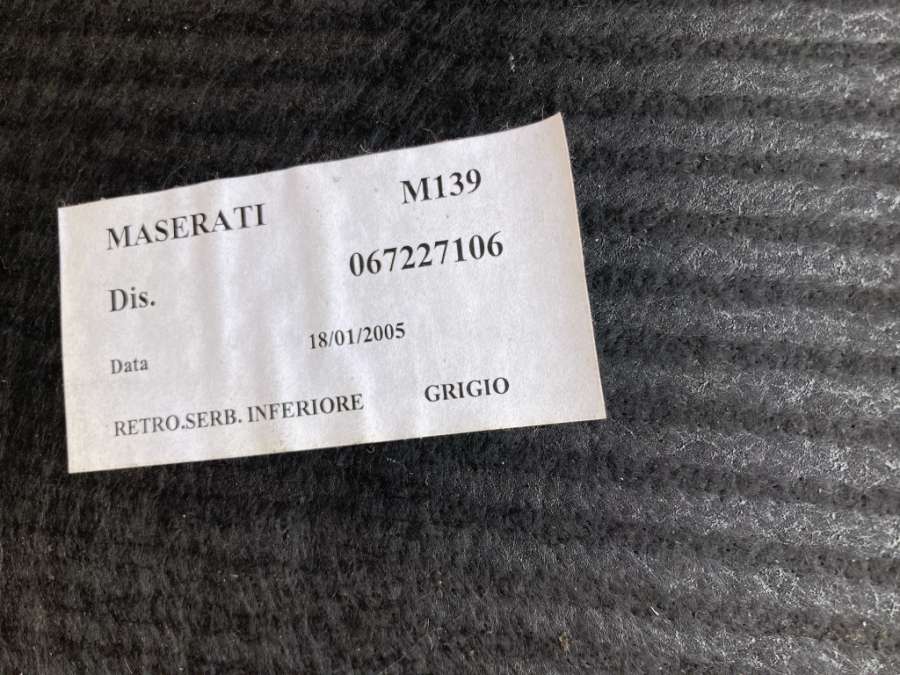 MASERATI M139
Dis. 067227106
Data 18/01/2005
RETRO.SERB. INFERIORE GRIGIO